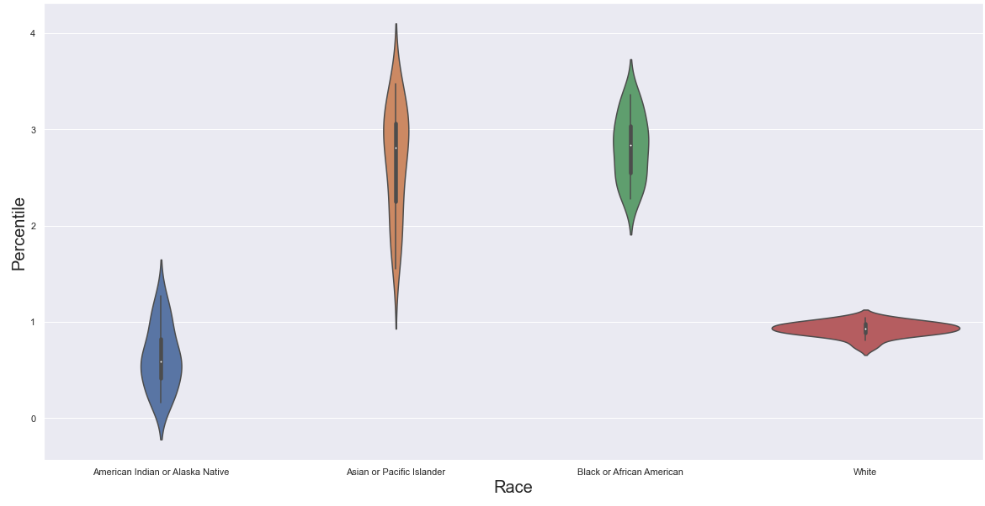 4
3
2
1
0
Percentile
American Indian or Alaska Native
Asian or Pacific Islander
Black or African American
White
Race